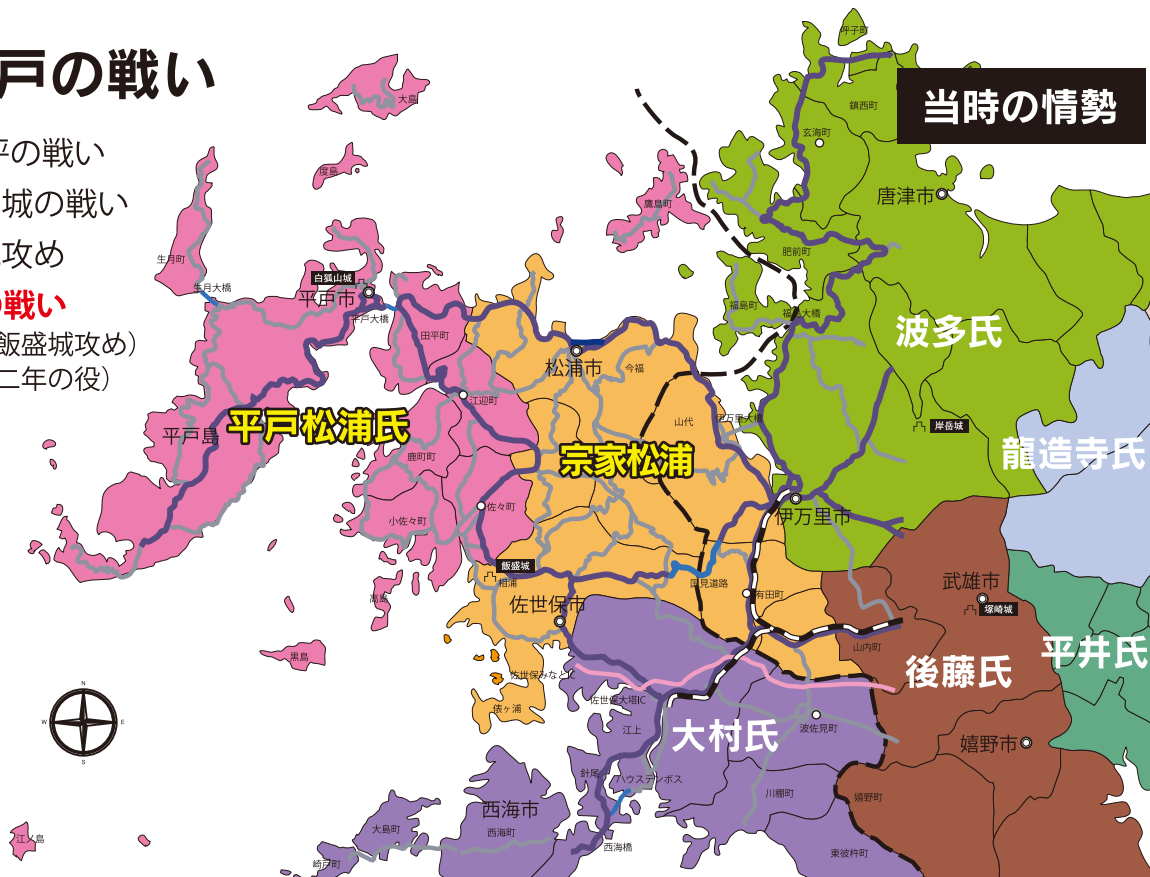 戸の戦い
の戦い
城の戦い
攻め
の戦い
飯盛城攻め）
二年の役）
当時の情勢
呼子町
鎮西町
玄海町
唐津市
肥前町
福島町
福島大橋
鷹島町
大島
度島
生月町
生月大橋
白狐山城
平戸市
平戸大橋
田平町
江迎町
平戸島
平戸松浦氏
鹿町町
小佐々町
佐々町
松浦市
今福
山代
伊万里大橋
宗家松浦
波多氏
岸岳城
龍造寺氏
伊万里市
飯盛城
相浦
佐世保市
国見道路
有田町
山内町
武雄市
塚崎城
後藤氏
平井氏
嬉野市
嬉野町
高島
黒島
佐世保みなとIC
佐世保大塔IC
俵ヶ浦
江上
大村氏
波佐見町
針尾
ハウステンボス
川棚町
西海市
西海町
西海橋
大島町
崎戸町
東彼杵町
江ノ島
N
W
E
S